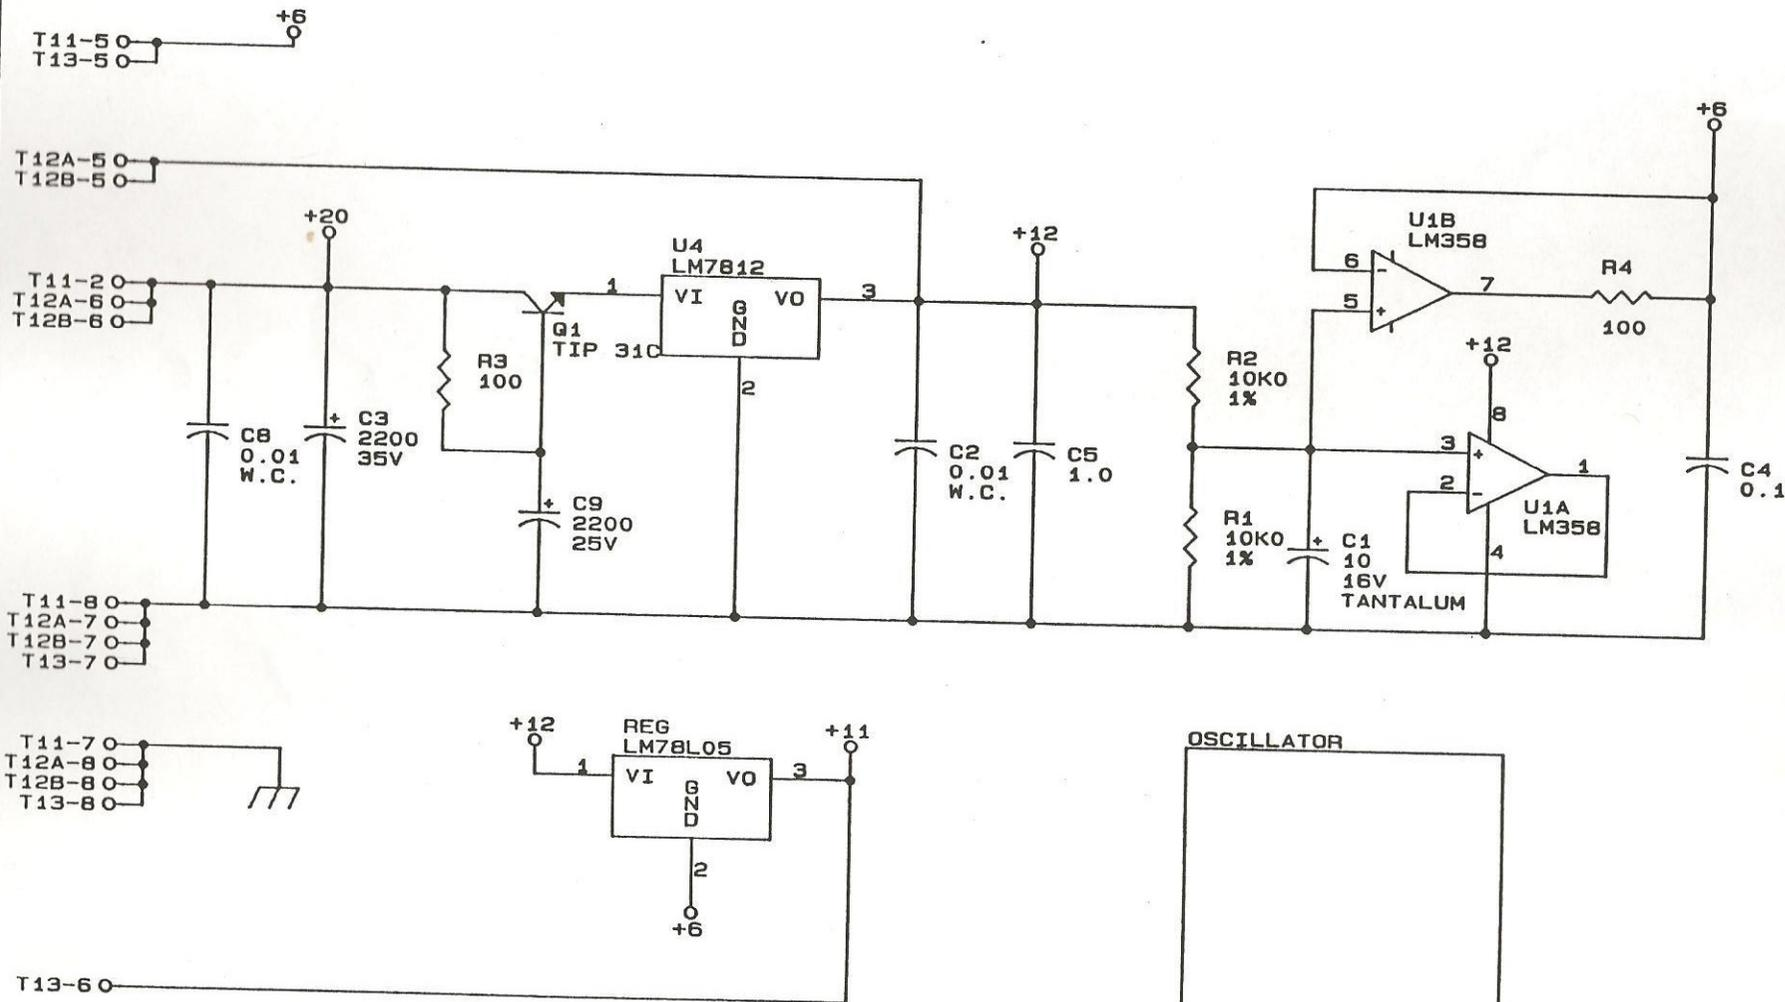 +6
T11-5
T13-5
+6
T12A-5
T12B-5
+20
+12
U1B
LM358
U4
LM7812
T11-2
T12A-6
T12B-6
1
VI
VO
GND
3
6
-
5
+
7
R4
100
Q1
TIP 31C
2
+12
R3
100
R2
10K0
1%
8
+
C3
2200
35V
C8
0.01
W.C.
C2
0.01
W.C.
C5
1.0
3
+
2
-
1
U1A
LM358
4
C4
0.1
+
C9
2200
25V
R1
10K0
1%
+
C1
10
16V
TANTALUM
T11-8
T12A-7
T12B-7
T13-7
T11-7
T12A-8
T12B-8
T13-8
+12
REG
LM78L05
+11
1
VI
VO
GND
3
2
+6
OSCILLATOR
T13-6